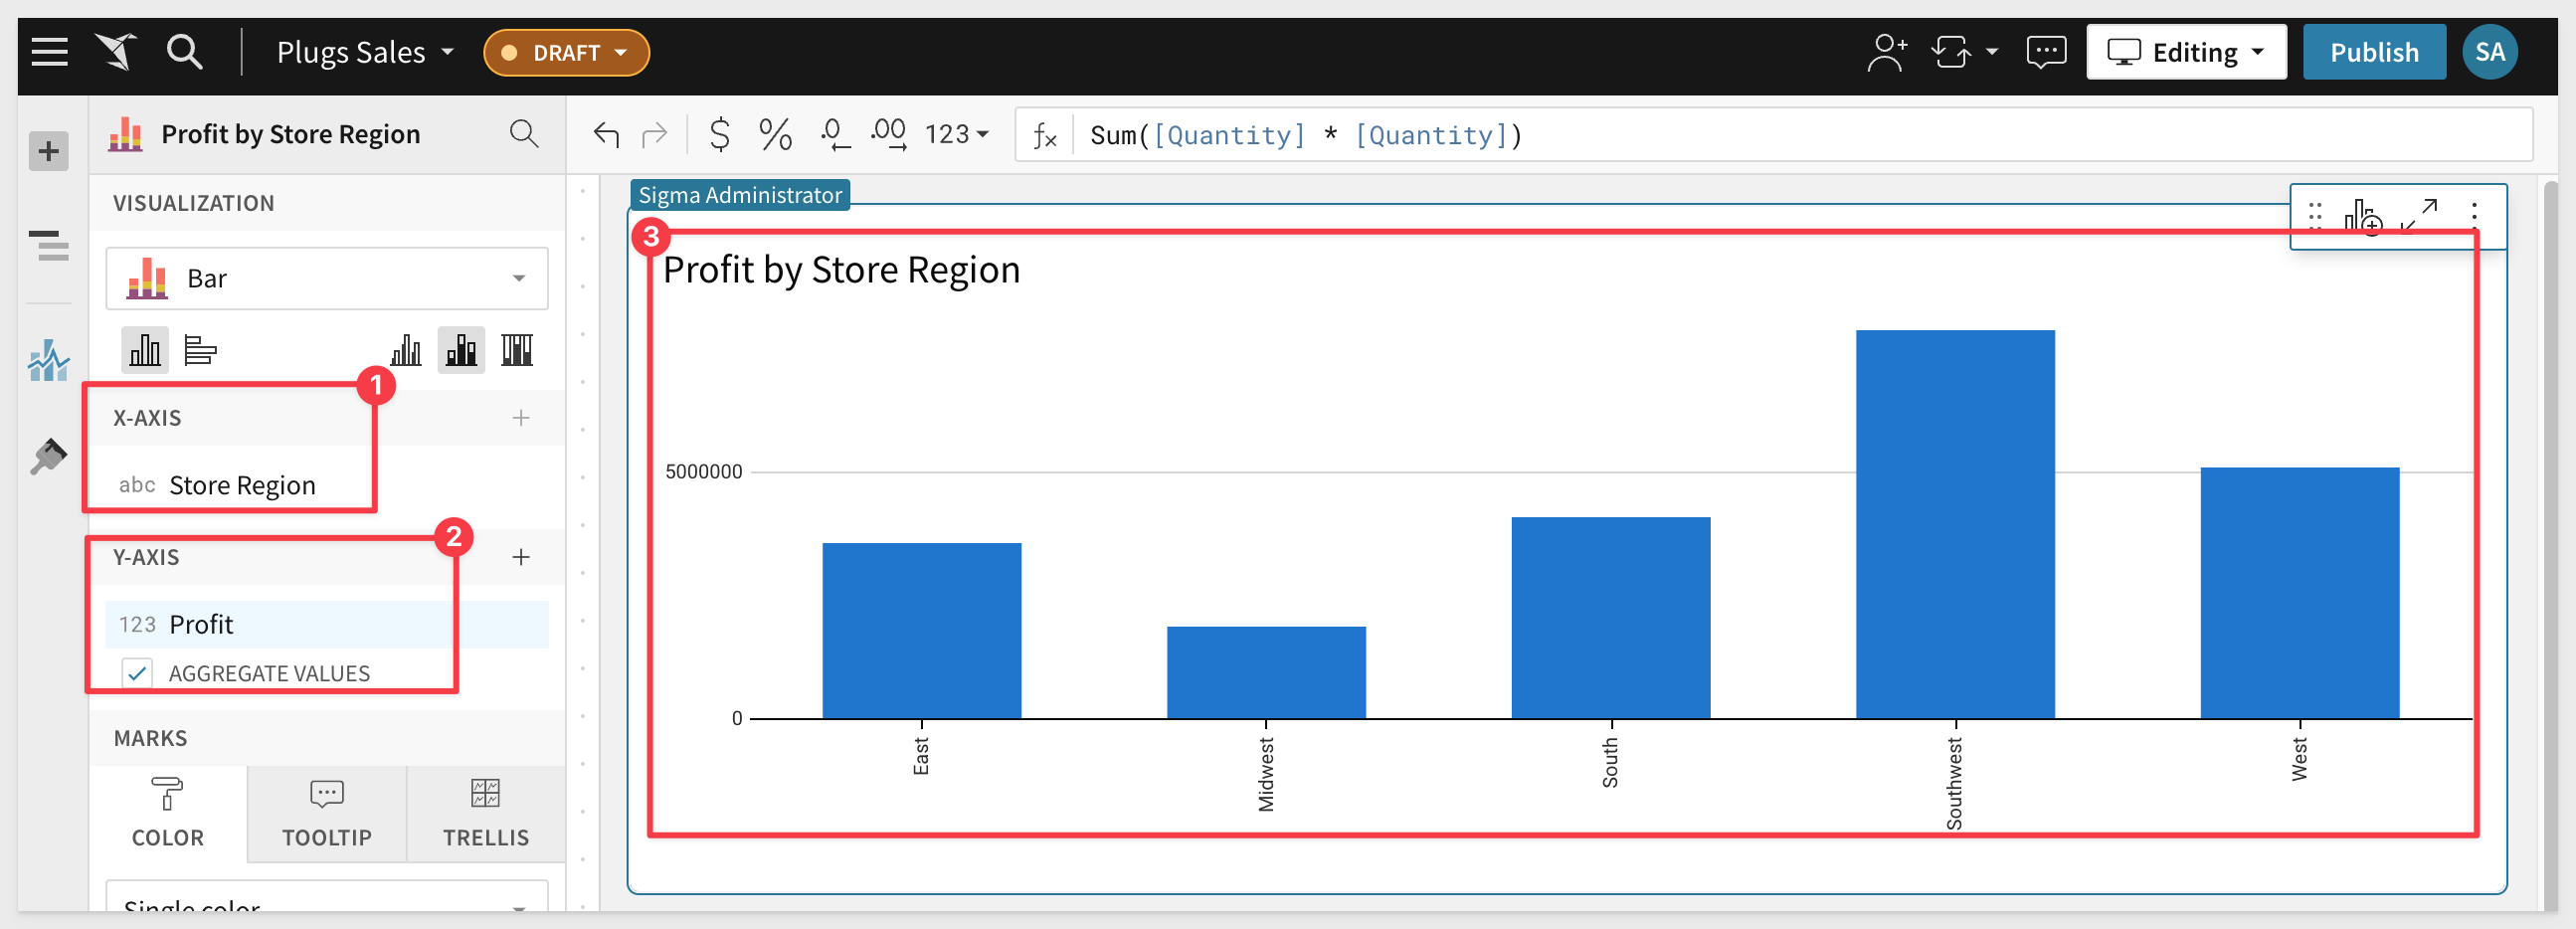 Plugs Sales
DRAFT
Editing
Publish
SA
Profit by Store Region
$ % .0 .00 123
fx Sum([Quantity] * [Quantity])
VISUALIZATION
Bar
1
X-AXIS
abc Store Region
2
Y-AXIS
123 Profit
AGGREGATE VALUES
MARKS
COLOR
TOOLTIP
TRELLIS
Single color
Sigma Administrator
3
Profit by Store Region
5000000
0
East
Midwest
South
Southwest
West